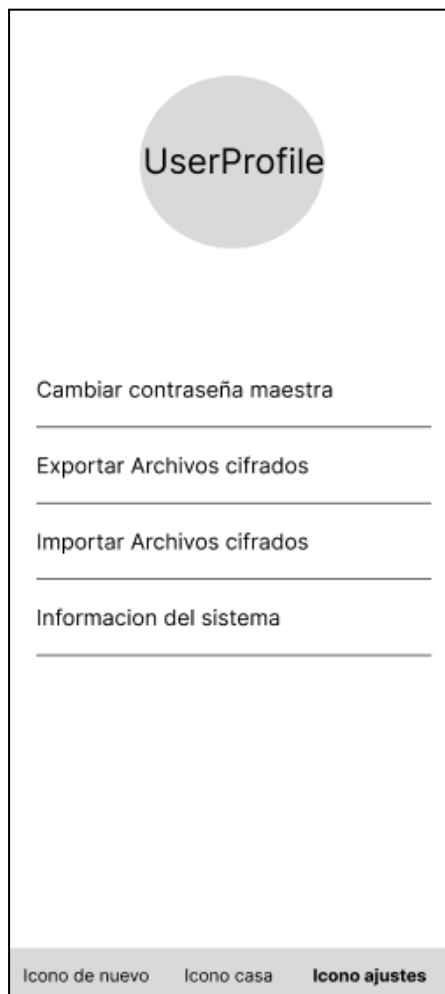 UserProfile
Cambiar contraseña maestra
Exportar Archivos cifrados
Importar Archivos cifrados
Informacion del sistema
Icono de nuevo Icono casa Icono ajustes